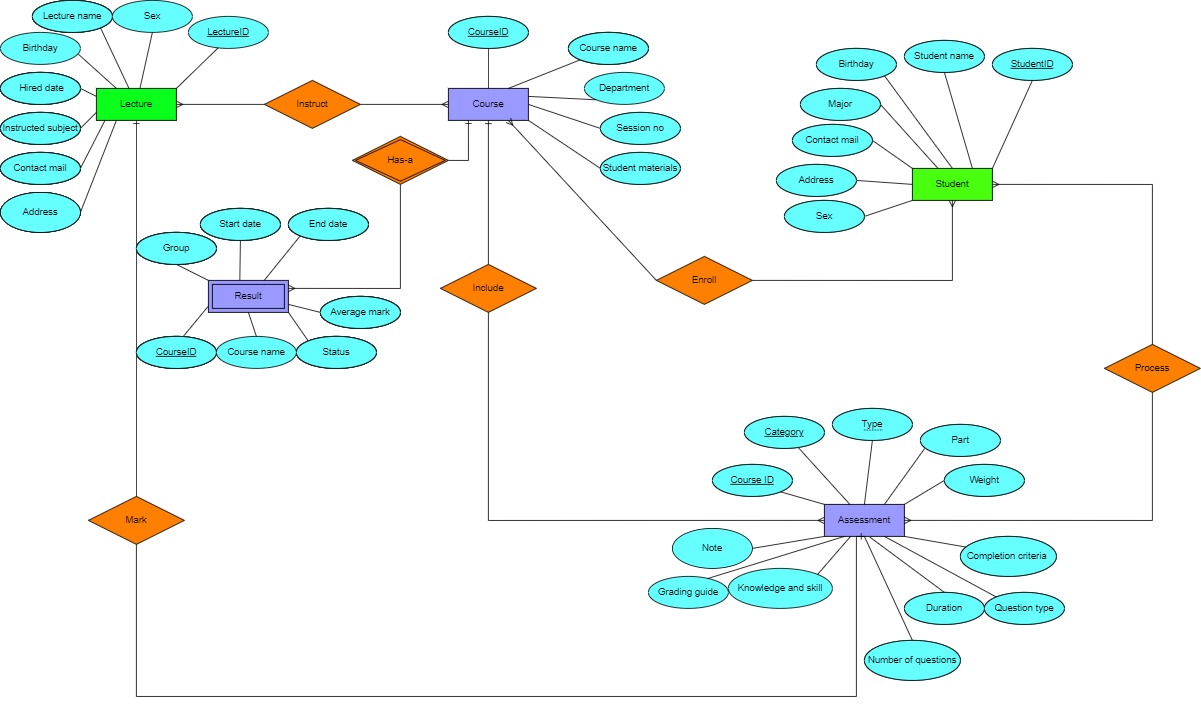 Lecture name
Sex
LectureID
Birthday
Hired date
Lecture
Instructed subject
Contact mail
Address
Instruct
CourseID
Course name
Department
Course
Session no
Student materials
Has-a
Birthday
Student name
StudentID
Major
Contact mail
Address
Student
Sex
Group
Start date
End date
Result
Average mark
CourseID
Course name
Status
Include
Enroll
Process
Mark
Category
Type
Part
Course ID
Weight
Assessment
Note
Completion criteria
Grading guide
Knowledge and skill
Duration
Question type
Number of questions